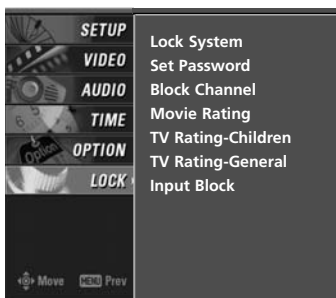 SETUP
VIDEO
AUDIO
TIME
OPTION
LOCK
Move MENU Prev
Lock System
Set Password
Block Channel
Movie Rating
TV Rating-Children
TV Rating-General
Input Block